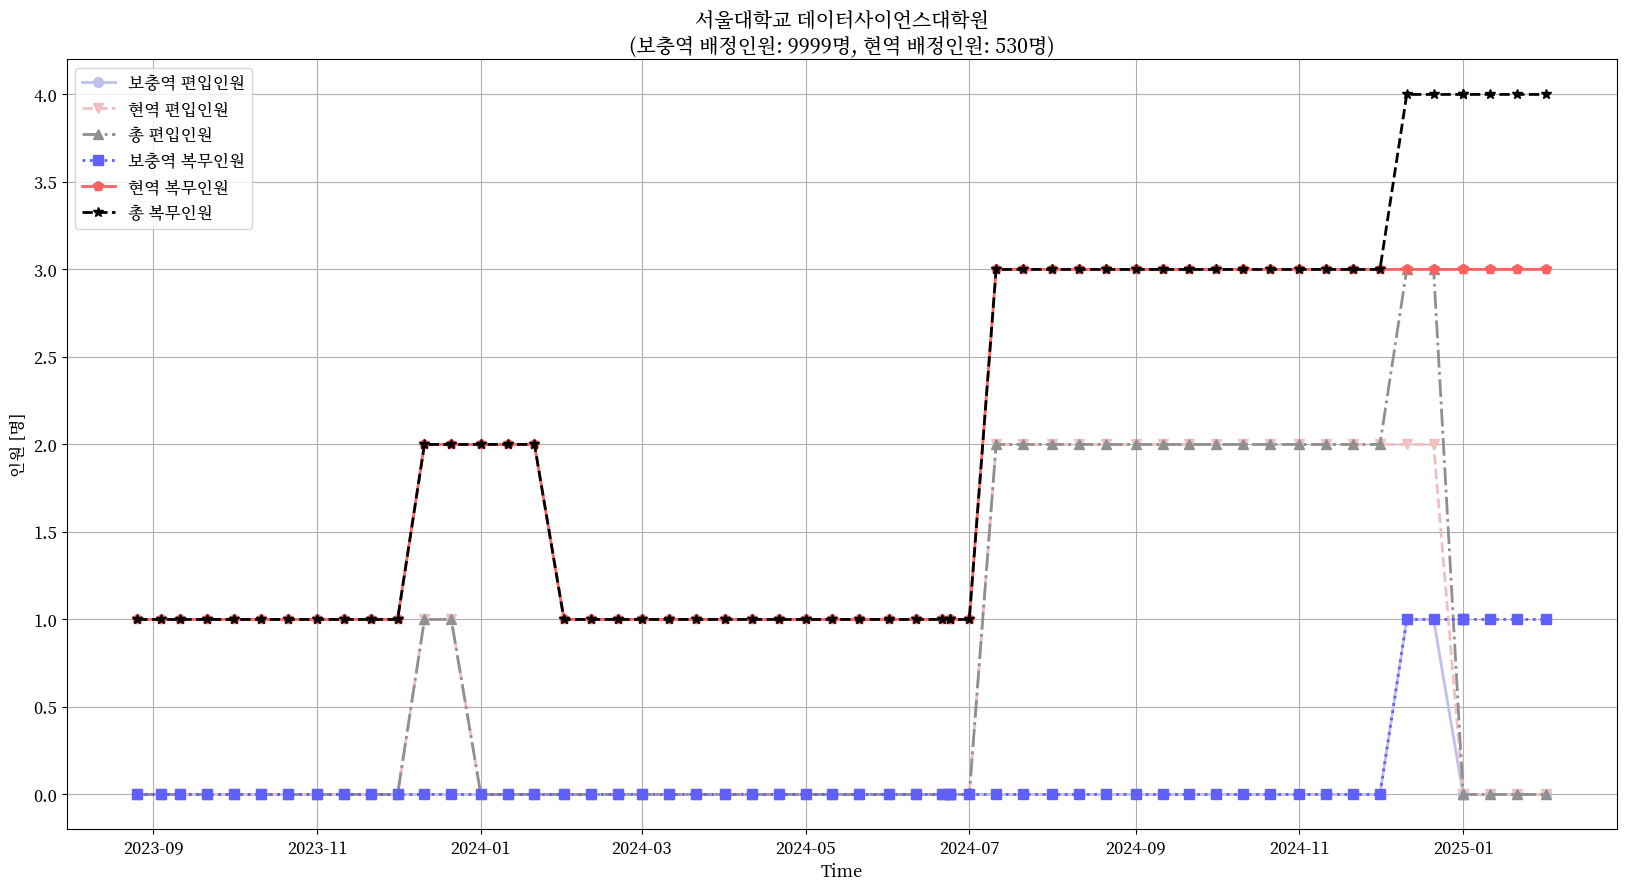 서울대학교 데이터사이언스대학원
(보충역 배정인원: 9999명, 현역 배정인원: 530명)
보충역 편입인원
현역 편입인원
총 편입인원
보충역 복무인원
현역 복무인원
총 복무인원
4.0
3.5
3.0
2.5
2.0
1.5
1.0
0.5
0.0
인원 [명]
2023-09 2023-11 2024-01 2024-03 2024-05 2024-07 2024-09 2024-11 2025-01
Time